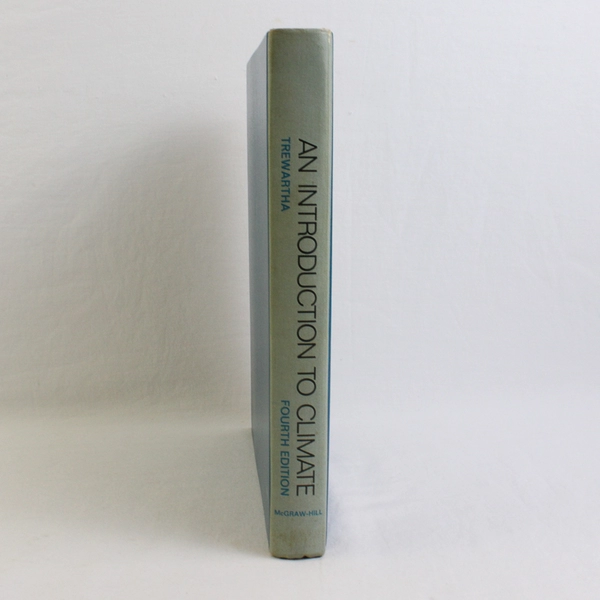 AN INTRODUCTION TO CLIMATE
TREWARTHA
FOURTH EDITION
McGRAW-HILL